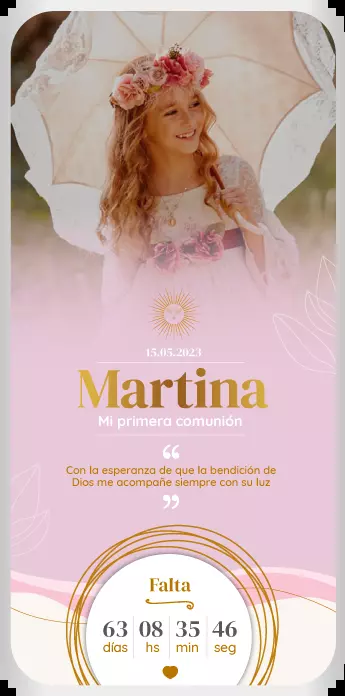 15.05.2023
Martina
Mi primera comunión
“
Con la esperanza de que la bendición de
Dios me acompañe siempre con su luz
”
Falta
63 08 35 46
días hs min seg